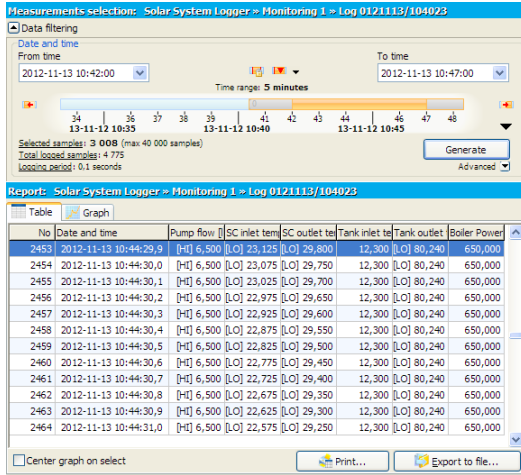 Measurements selection: Solar System Logger » Monitoring 1 » Log 0121113/104023
Data filtering
Date and time
From time To time
2012-11-13 10:42:00 2012-11-13 10:47:00
Time range: 5 minutes
34 36 37 38 39 41 42 43 44 46 47 48
13-11-12 10:35 13-11-12 10:40 13-11-12 10:45
Selected samples: 3 008 (max 40 000 samples)
Total logged samples: 4 775
Logging period: 0,1 seconds
Generate
Advanced
Report: Solar System Logger » Monitoring 1 » Log 0121113/104023
Table Graph
No Date and time Pump flow [l SC inlet temp SC outlet te Tank inlet te Tank outlet Boiler Power
2453 2012-11-13 10:44:29,9 [HI] 6,500 [LO] 23,125 [LO] 29,800 12,300 [LO] 80,240 650,000
2454 2012-11-13 10:44:30,0 [HI] 6,500 [LO] 23,075 [LO] 29,750 12,300 [LO] 80,240 650,000
2455 2012-11-13 10:44:30,1 [HI] 6,500 [LO] 23,025 [LO] 29,700 12,300 [LO] 80,240 650,000
2456 2012-11-13 10:44:30,2 [HI] 6,500 [LO] 22,975 [LO] 29,650 12,300 [LO] 80,240 650,000
2457 2012-11-13 10:44:30,3 [HI] 6,500 [LO] 22,925 [LO] 29,600 12,300 [LO] 80,240 650,000
2458 2012-11-13 10:44:30,4 [HI] 6,500 [LO] 22,875 [LO] 29,550 12,300 [LO] 80,240 650,000
2459 2012-11-13 10:44:30,5 [HI] 6,500 [LO] 22,825 [LO] 29,500 12,300 [LO] 80,240 650,000
2460 2012-11-13 10:44:30,6 [HI] 6,500 [LO] 22,775 [LO] 29,450 12,300 [LO] 80,240 650,000
2461 2012-11-13 10:44:30,7 [HI] 6,500 [LO] 22,725 [LO] 29,400 12,300 [LO] 80,240 650,000
2462 2012-11-13 10:44:30,8 [HI] 6,500 [LO] 22,675 [LO] 29,350 12,300 [LO] 80,240 650,000
2463 2012-11-13 10:44:30,9 [HI] 6,500 [LO] 22,625 [LO] 29,300 12,300 [LO] 80,240 650,000
2464 2012-11-13 10:44:31,0 [HI] 6,500 [LO] 22,575 [LO] 29,250 12,300 [LO] 80,240 650,000
Center graph on select Print... Export to file...